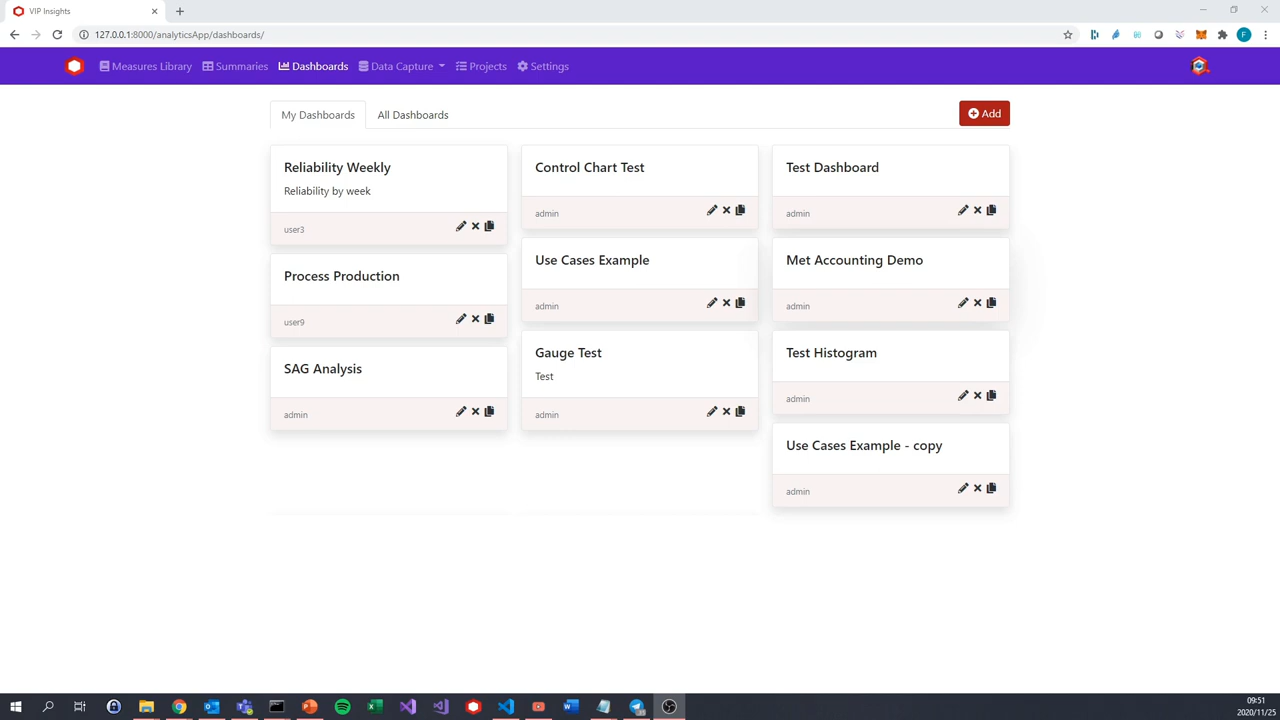 VIP Insights
127.0.0.1:8000/analyticsApp/dashboards/
F
Measures Library Summaries Dashboards Data Capture Projects Settings
My Dashboards All Dashboards
Add
Reliability Weekly
Reliability by week
user3
Process Production
user9
SAG Analysis
admin
Control Chart Test
admin
Use Cases Example
admin
Gauge Test
Test
admin
Test Dashboard
admin
Met Accounting Demo
admin
Test Histogram
admin
Use Cases Example - copy
admin
09:51
2020/11/25